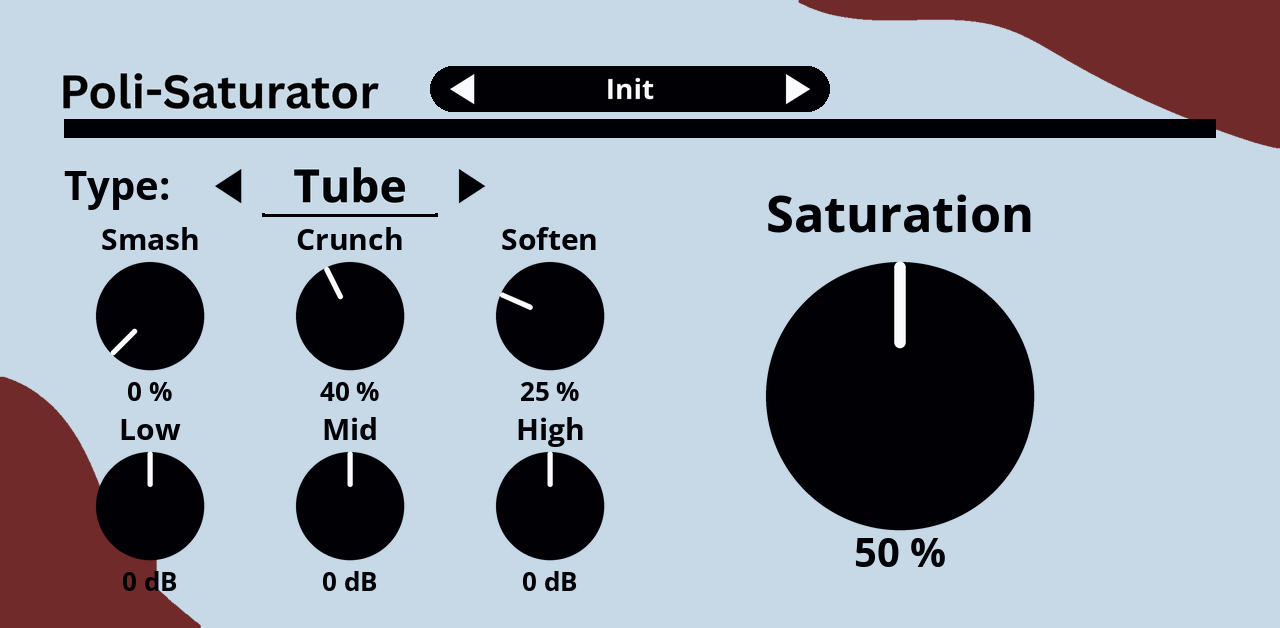 Poli-Saturator
Init
Type:
Tube
Saturation
Smash
Crunch
Soften
0 %
40 %
25 %
Low
Mid
High
0 dB
0 dB
0 dB
50 %